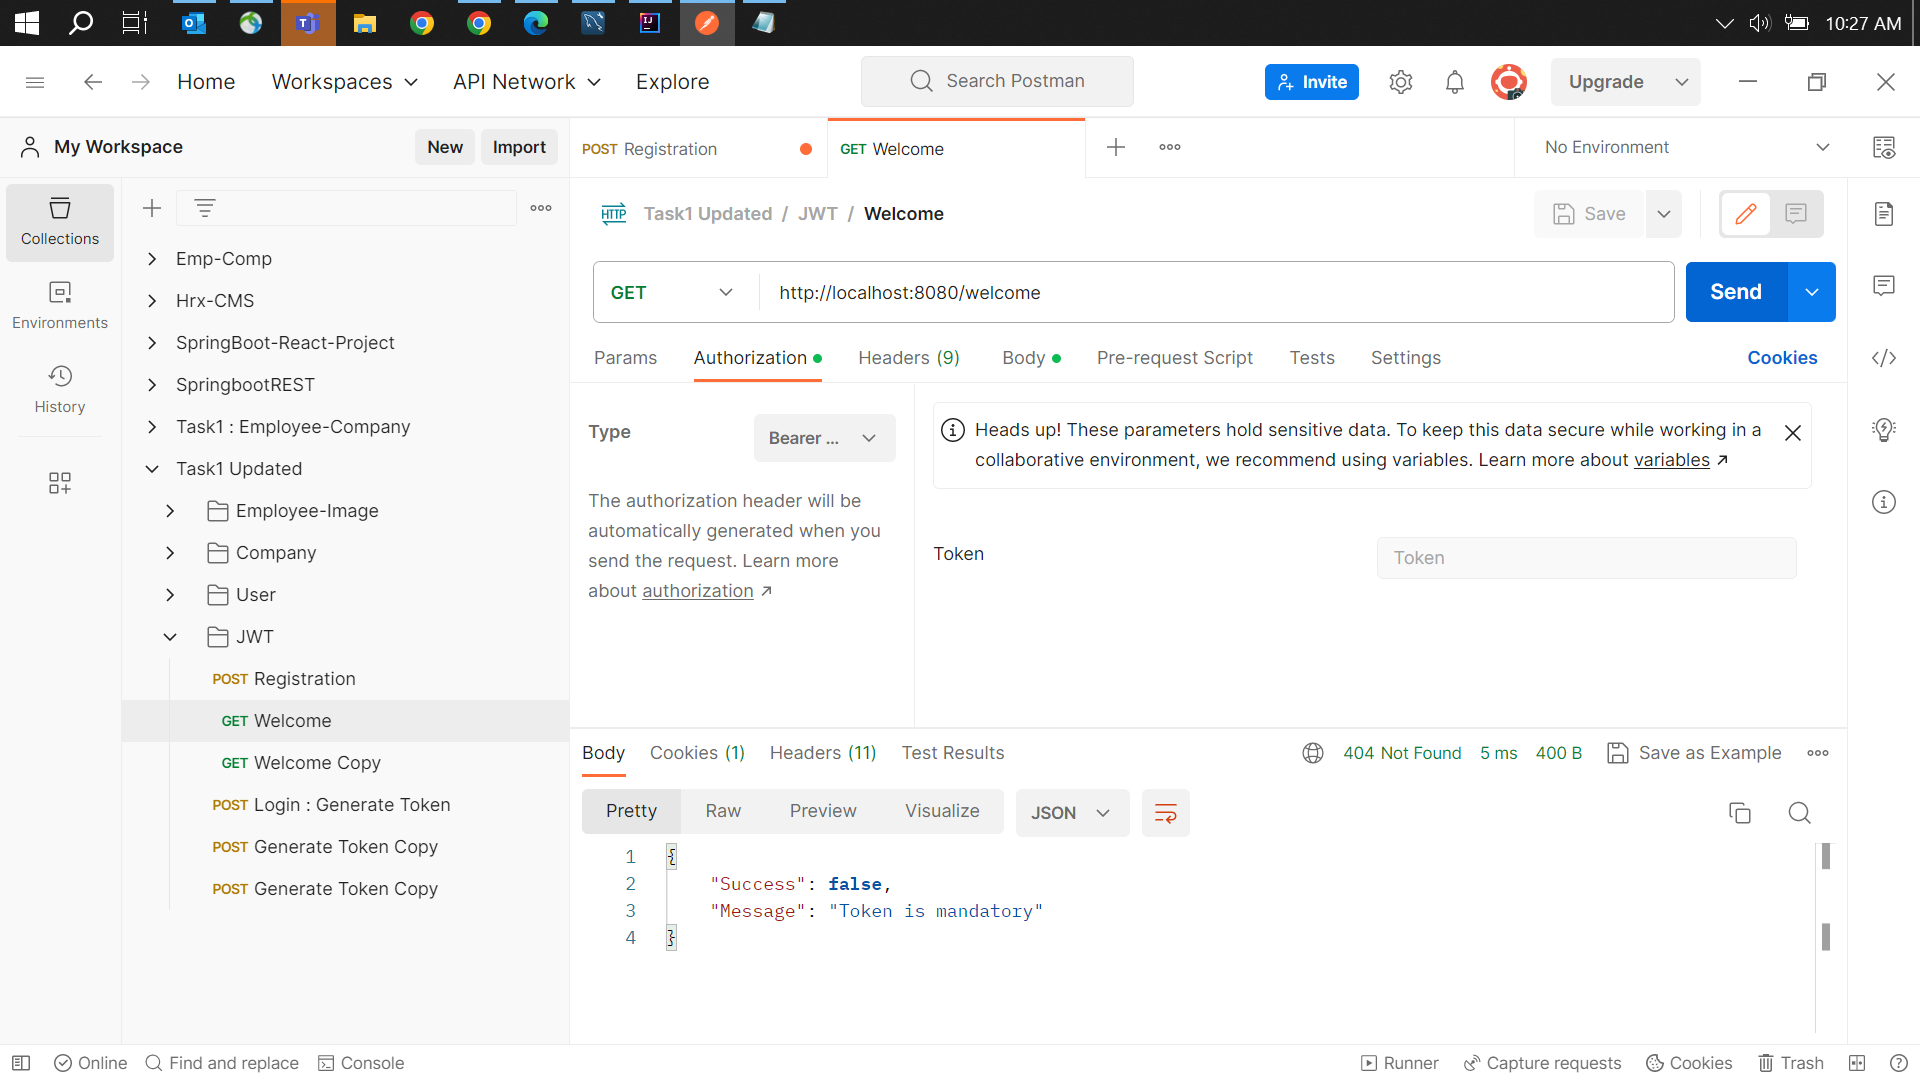 10:27 AM
Home Workspaces API Network Explore Search Postman Invite Upgrade
My Workspace New Import POST Registration GET Welcome No Environment
Collections
Environments
History
Emp-Comp
Hrx-CMS
SpringBoot-React-Project
SpringbootREST
Task1 : Employee-Company
Task1 Updated
Employee-Image
Company
User
JWT
POST Registration
GET Welcome
GET Welcome Copy
POST Login : Generate Token
POST Generate Token Copy
POST Generate Token Copy
HTTP Task1 Updated / JWT / Welcome Save
GET http://localhost:8080/welcome Send
Params Authorization Headers (9) Body Pre-request Script Tests Settings Cookies
Type Bearer ...
The authorization header will be
automatically generated when you
send the request. Learn more
about authorization ↗
Heads up! These parameters hold sensitive data. To keep this data secure while working in a
collaborative environment, we recommend using variables. Learn more about variables ↗
Token Token
Body Cookies (1) Headers (11) Test Results 404 Not Found 5 ms 400 B Save as Example
Pretty Raw Preview Visualize JSON
1 {
2 "Success": false,
3 "Message": "Token is mandatory"
4 }
Online Find and replace Console Runner Capture requests Cookies Trash